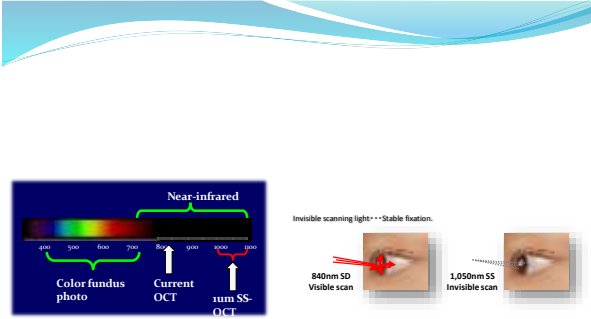 Near-infrared
400 500 600 700 800 900 1000 1100
Color fundus
photo
Current
OCT
1um SS-
OCT
Invisible scanning light・・・Stable fixation.
840nm SD
Visible scan
1,050nm SS
Invisible scan